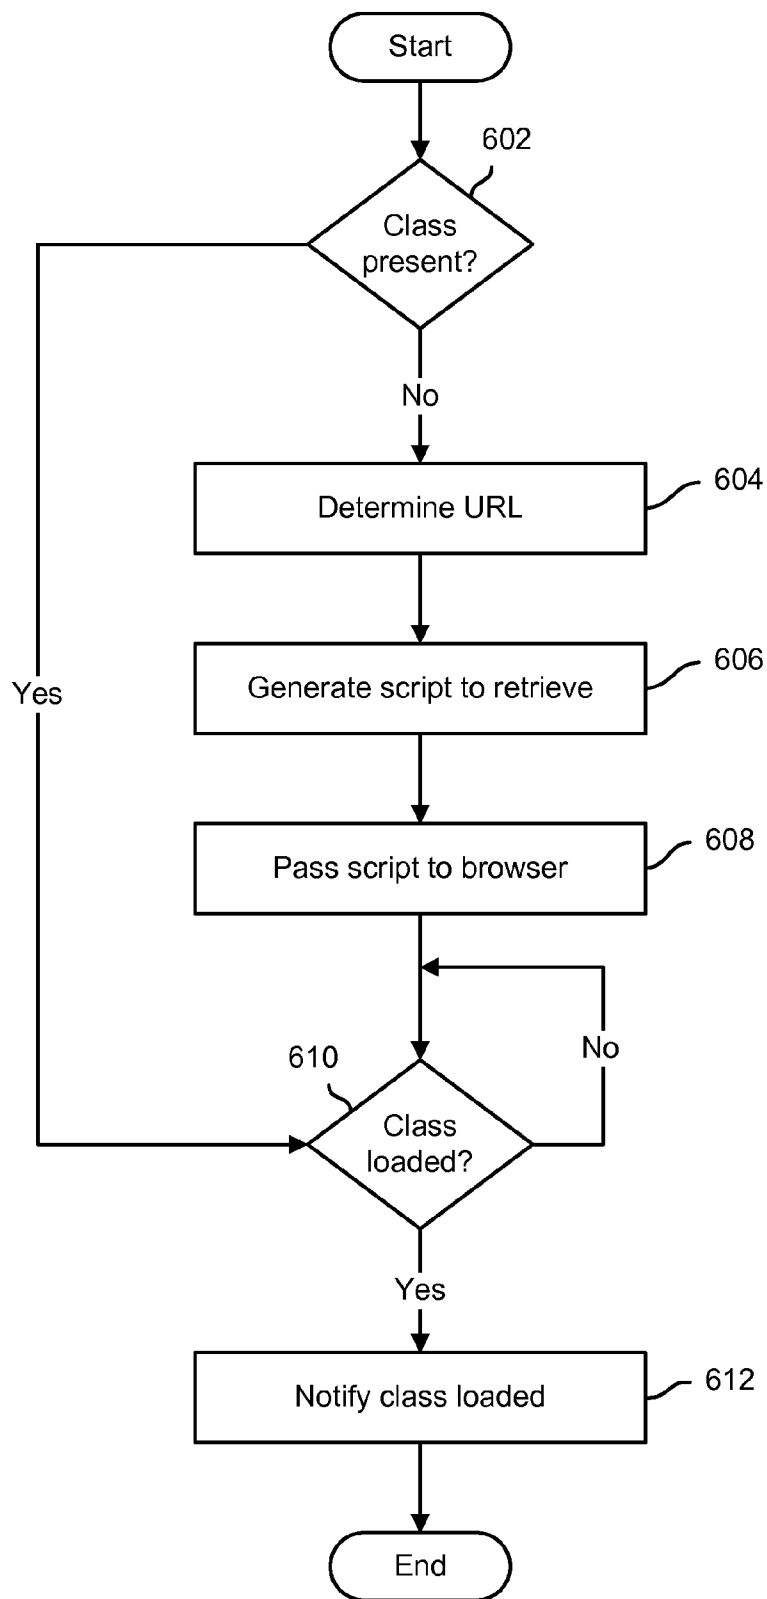 Start
602
Class
present?
No
604
Determine URL
606
Generate script to retrieve
Yes
608
Pass script to browser
No
610
Class
loaded?
Yes
612
Notify class loaded
End